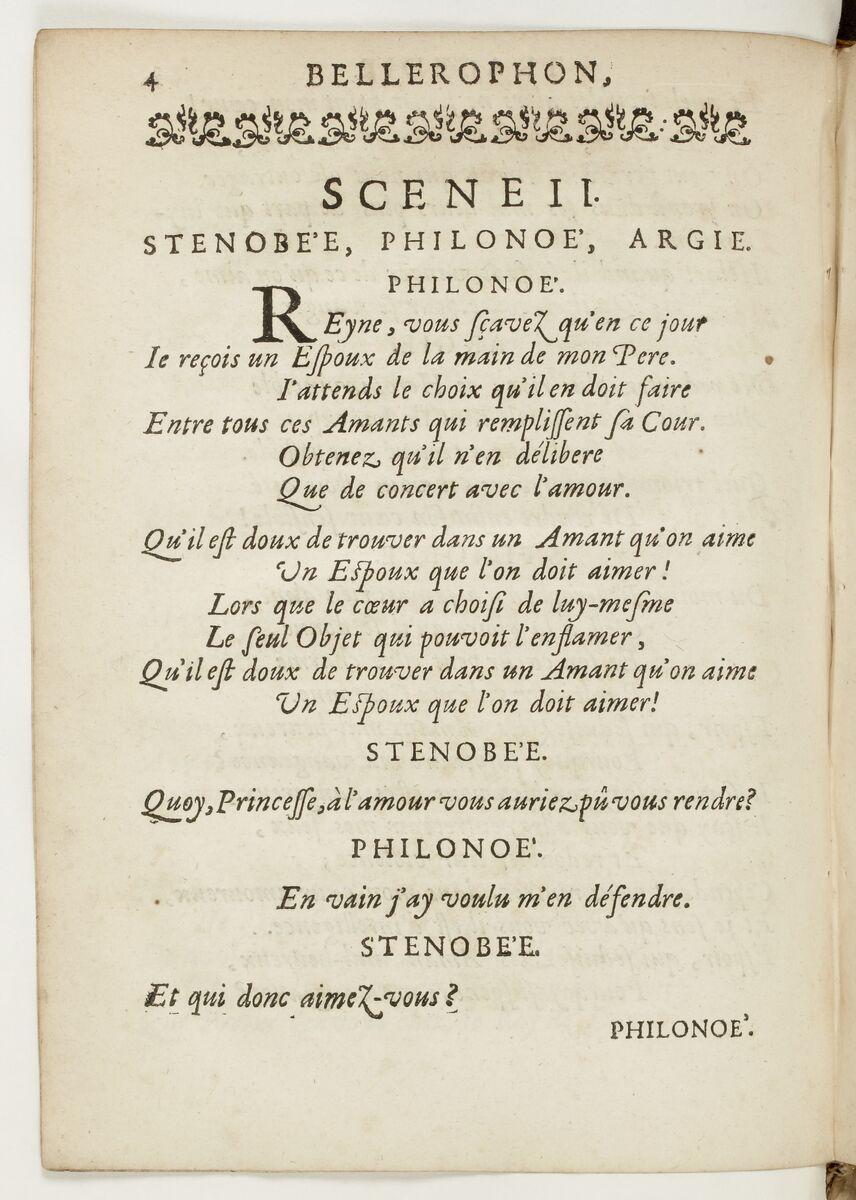 4 BELLEROPHON,
SCENE II.
STENOBE'E, PHILONOE', ARGIE.
PHILONOE'.
REyne, vous sçavez qu'en ce jour
Ie reçois un Eſpoux de la main de mon Pere.
I'attends le choix qu'il en doit faire
Entre tous ces Amants qui rempliſſent ſa Cour.
Obtenez qu'il n'en délibere
Que de concert avec l'amour.
Qu'il eſt doux de trouver dans un Amant qu'on aime
Un Eſpoux que l'on doit aimer !
Lors que le cœur a choiſi de luy-meſme
Le ſeul Objet qui pouvoit l'enflamer,
Qu'il eſt doux de trouver dans un Amant qu'on aime
Un Eſpoux que l'on doit aimer!
STENOBE'E.
Quoy, Princeſſe, à l'amour vous auriez pû vous rendre?
PHILONOE'.
En vain j'ay voulu m'en défendre.
STENOBE'E.
Et qui donc aimez-vous ?
PHILONOE'.